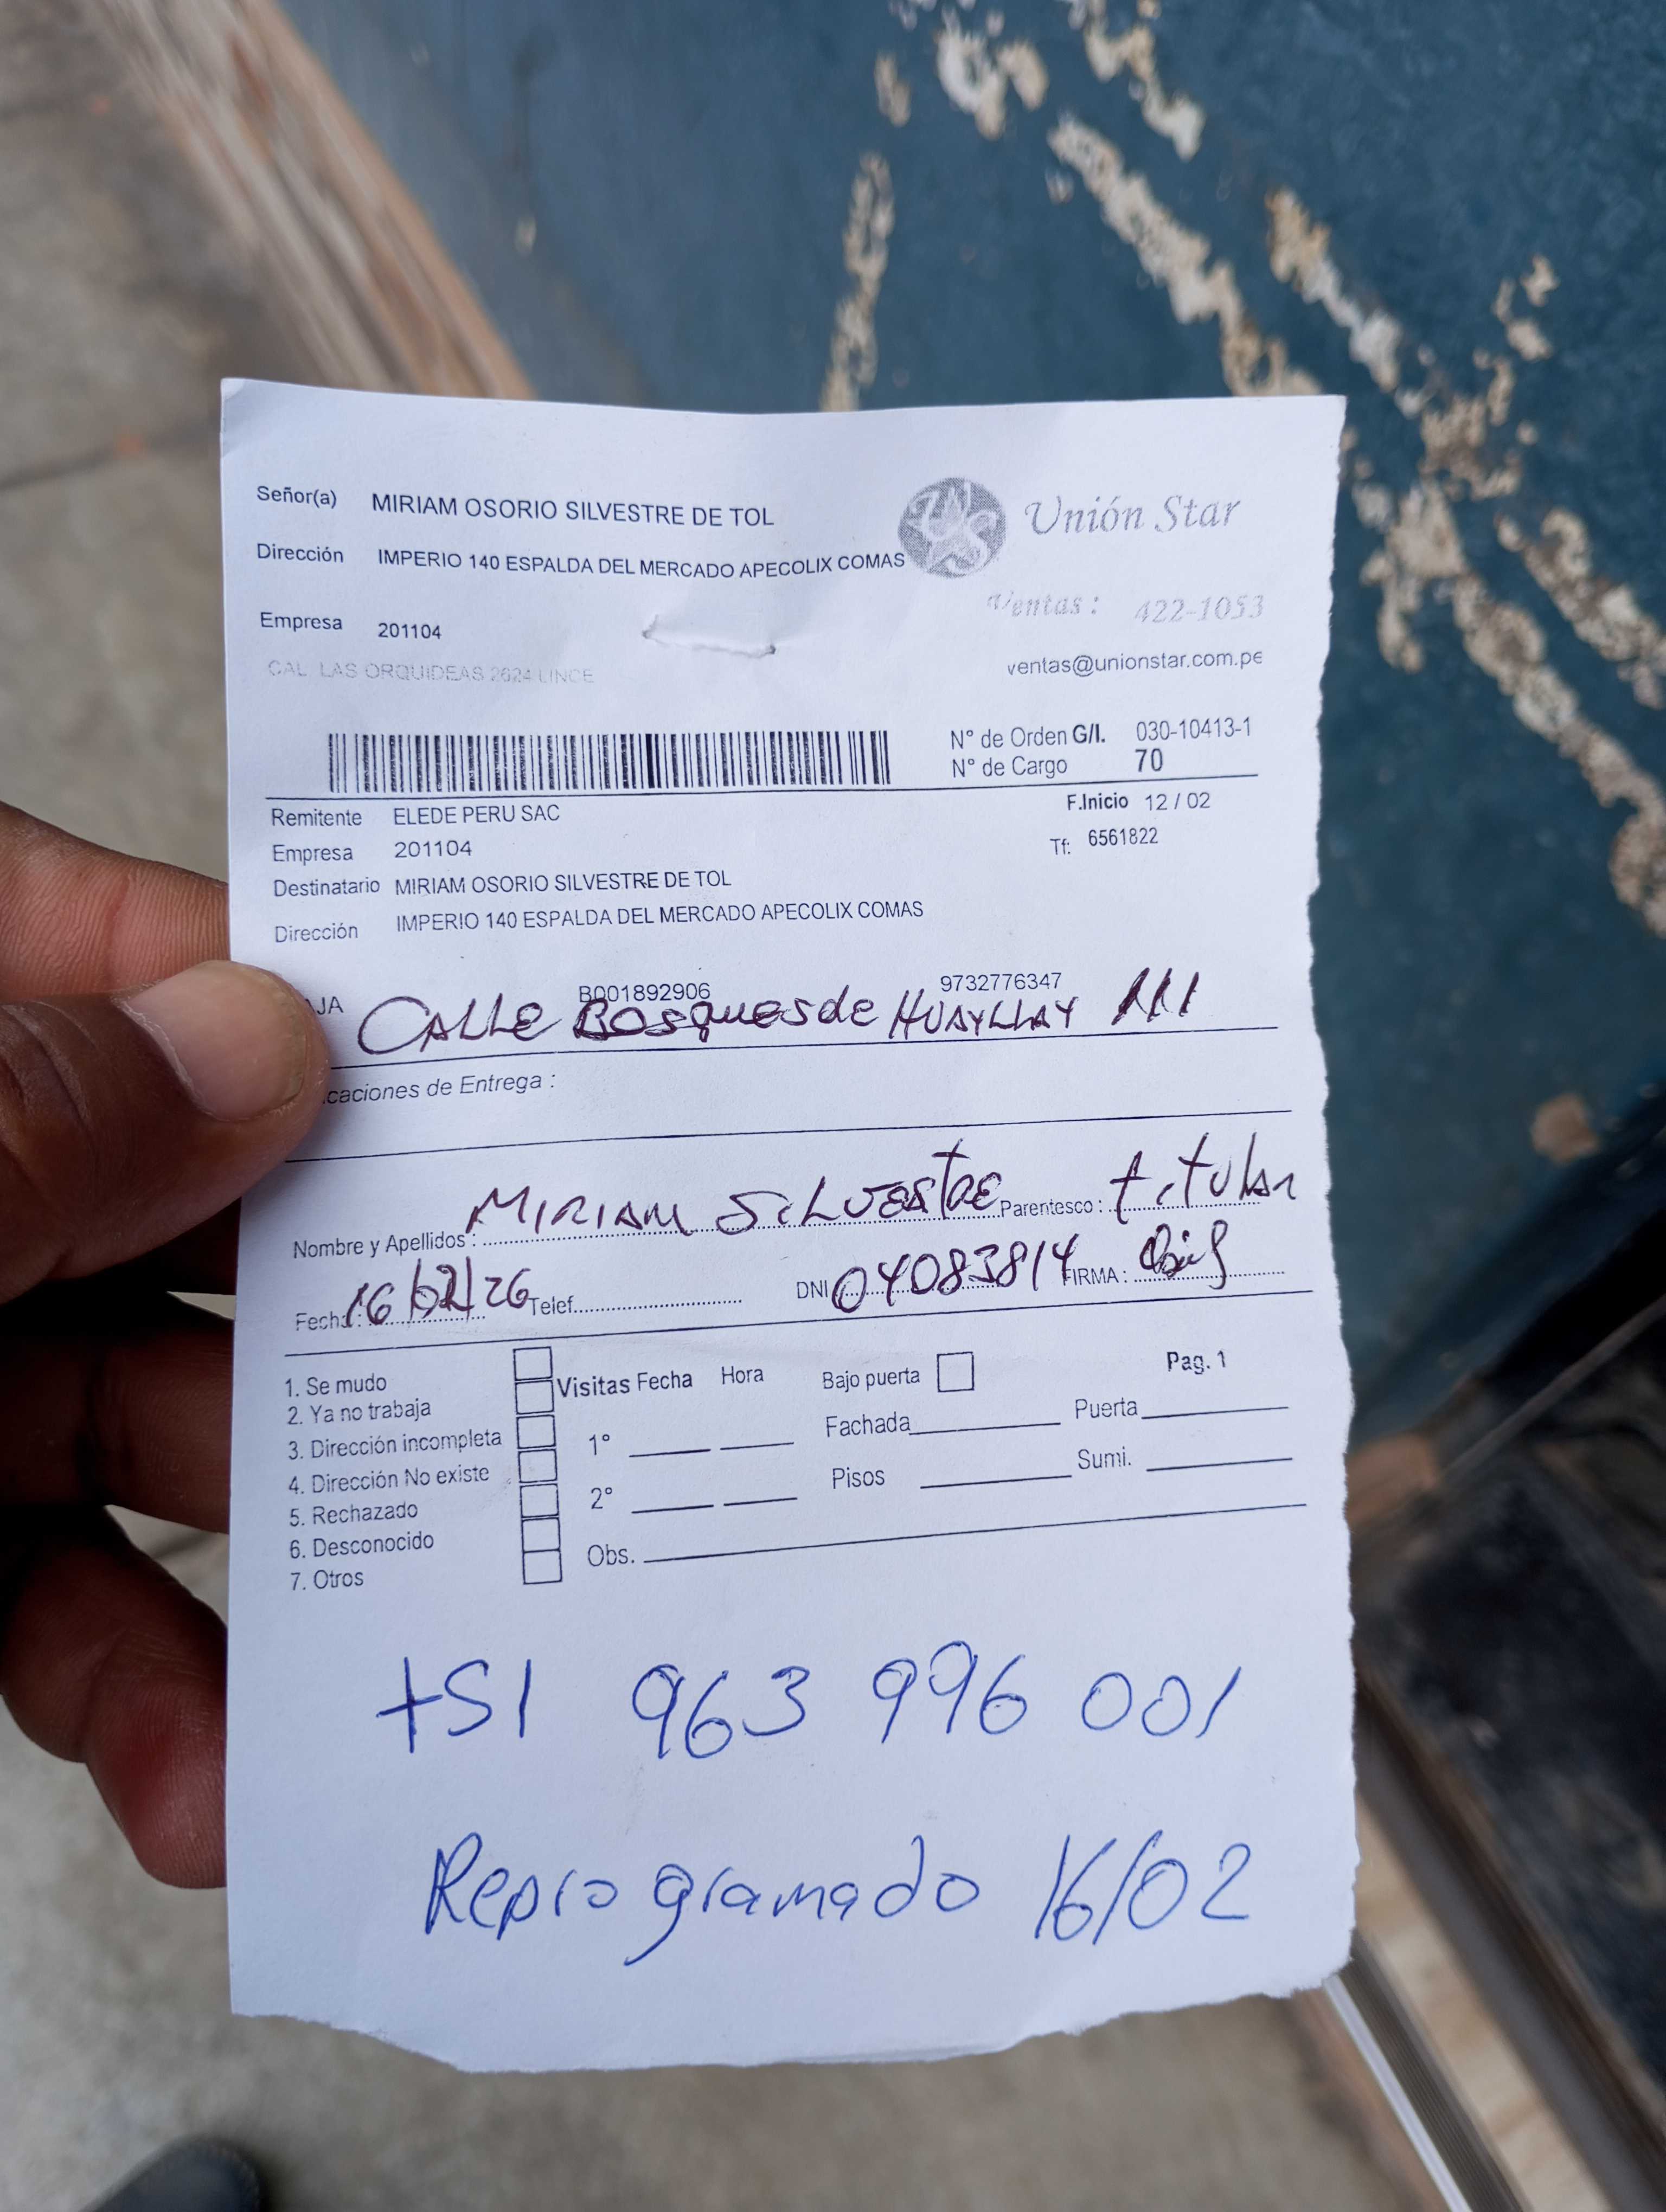 Señor(a) MIRIAM OSORIO SILVESTRE DE TOL
Unión Star
Dirección IMPERIO 140 ESPALDA DEL MERCADO APECOLIX COMAS
Ventas : 422-1053
Empresa 201104
ventas@unionstar.com.pe
CAL LAS ORQUIDEAS 2624 LINCE
N° de Orden G/I. 030-10413-1
N° de Cargo 70
Remitente ELEDE PERU SAC
F.Inicio 12 / 02
Empresa 201104
Tf: 6561822
Destinatario MIRIAM OSORIO SILVESTRE DE TOL
Dirección IMPERIO 140 ESPALDA DEL MERCADO APECOLIX COMAS
JA B001892906 9732776347
CALLE BOSQUES de HUAYLLAY 111
caciones de Entrega :
Nombre y Apellidos : MIRIAM SILVESTRE Parentesco : titular
Fecha : 16/02/26 Telef. DNI 04083814 FIRMA :
1. Se mudo
2. Ya no trabaja
3. Dirección incompleta
4. Dirección No existe
5. Rechazado
6. Desconocido
7. Otros
Visitas Fecha Hora
1°
2°
Obs.
Bajo puerta
Pag. 1
Fachada Puerta
Pisos Sumi.
+51 963 996 001
Reprogramado 16/02